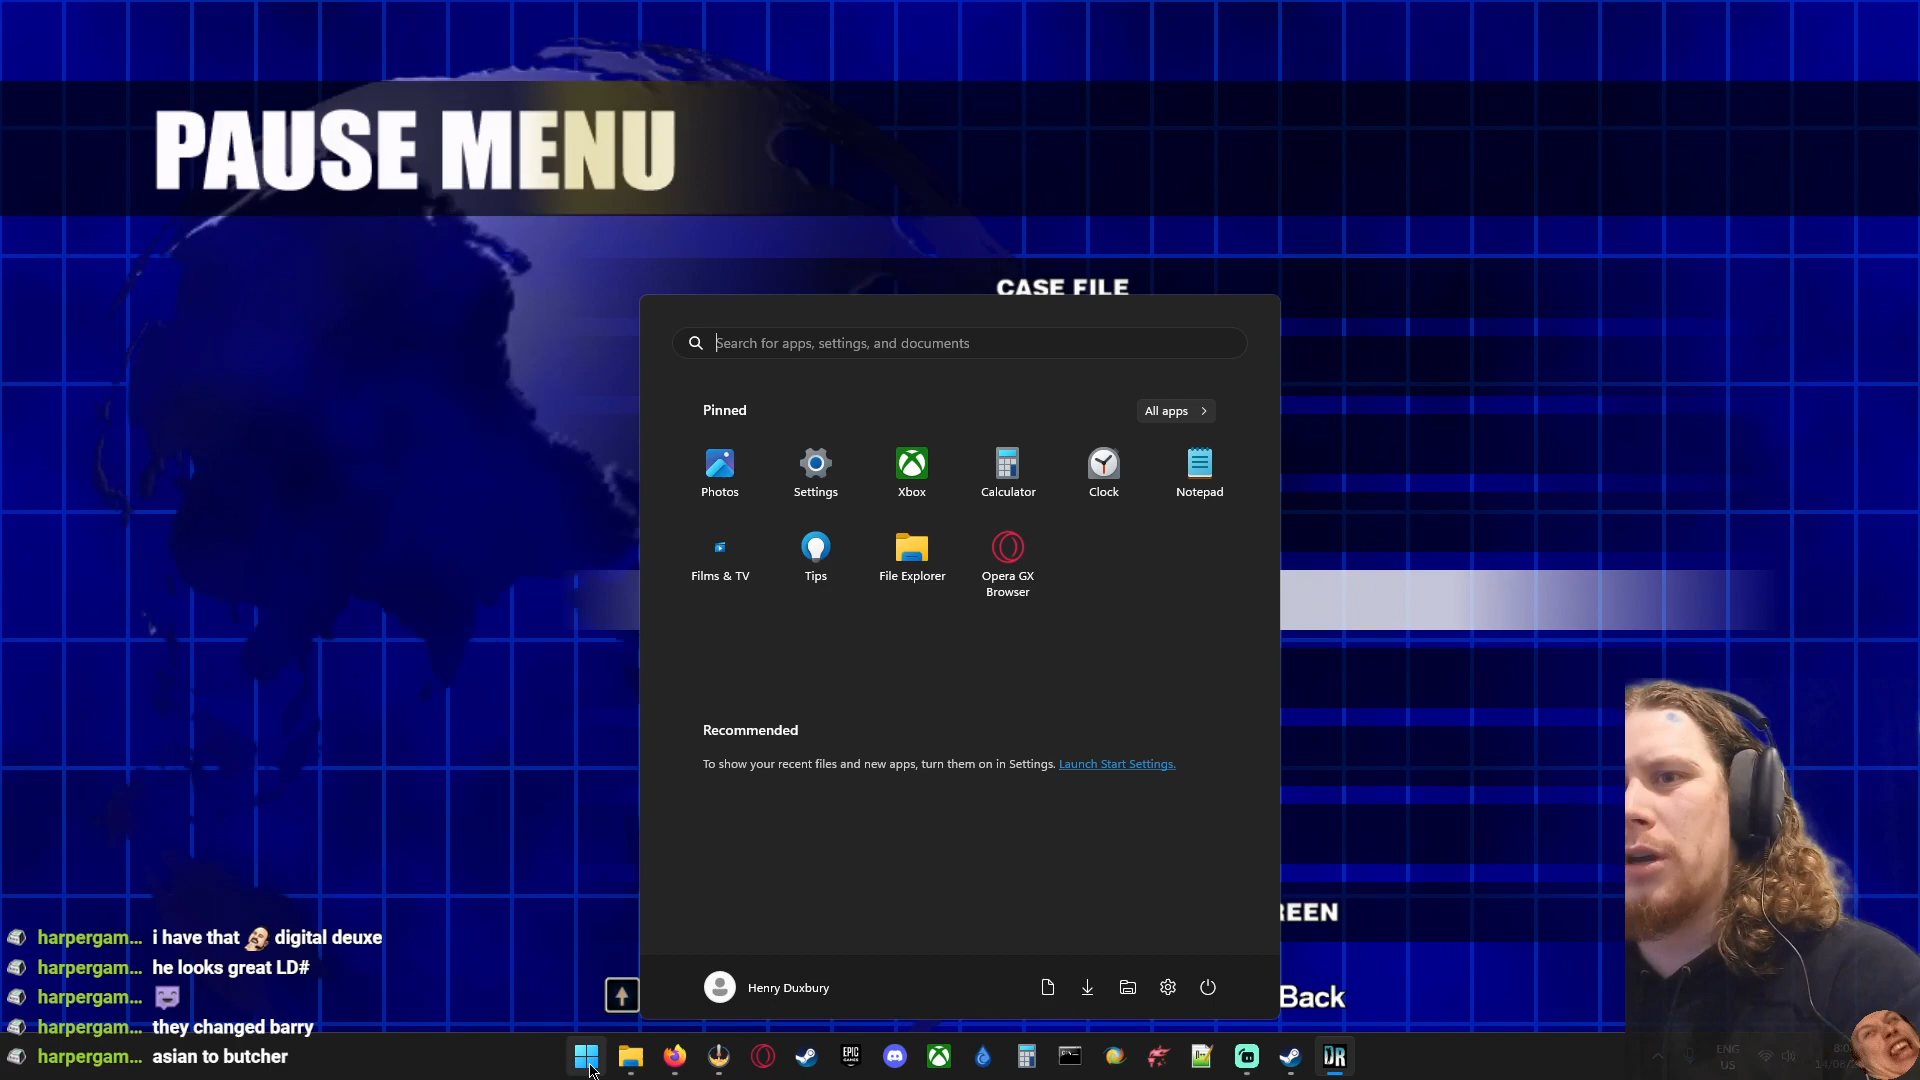 PAUSE MENU
CASE FILE
Search for apps, settings, and documents
Pinned
All apps
Photos
Settings
Xbox
Calculator
Clock
Notepad
Films & TV
Tips
File Explorer
Opera GX
Browser
Recommended
To show your recent files and new apps, turn them on in Settings. Launch Start Settings.
REEN
Henry Duxbury
Back
harpergam... i have that digital deuxe
harpergam... he looks great LD#
harpergam...
harpergam... they changed barry
harpergam... asian to butcher
EPIC
GAMES
DR
ENG
US